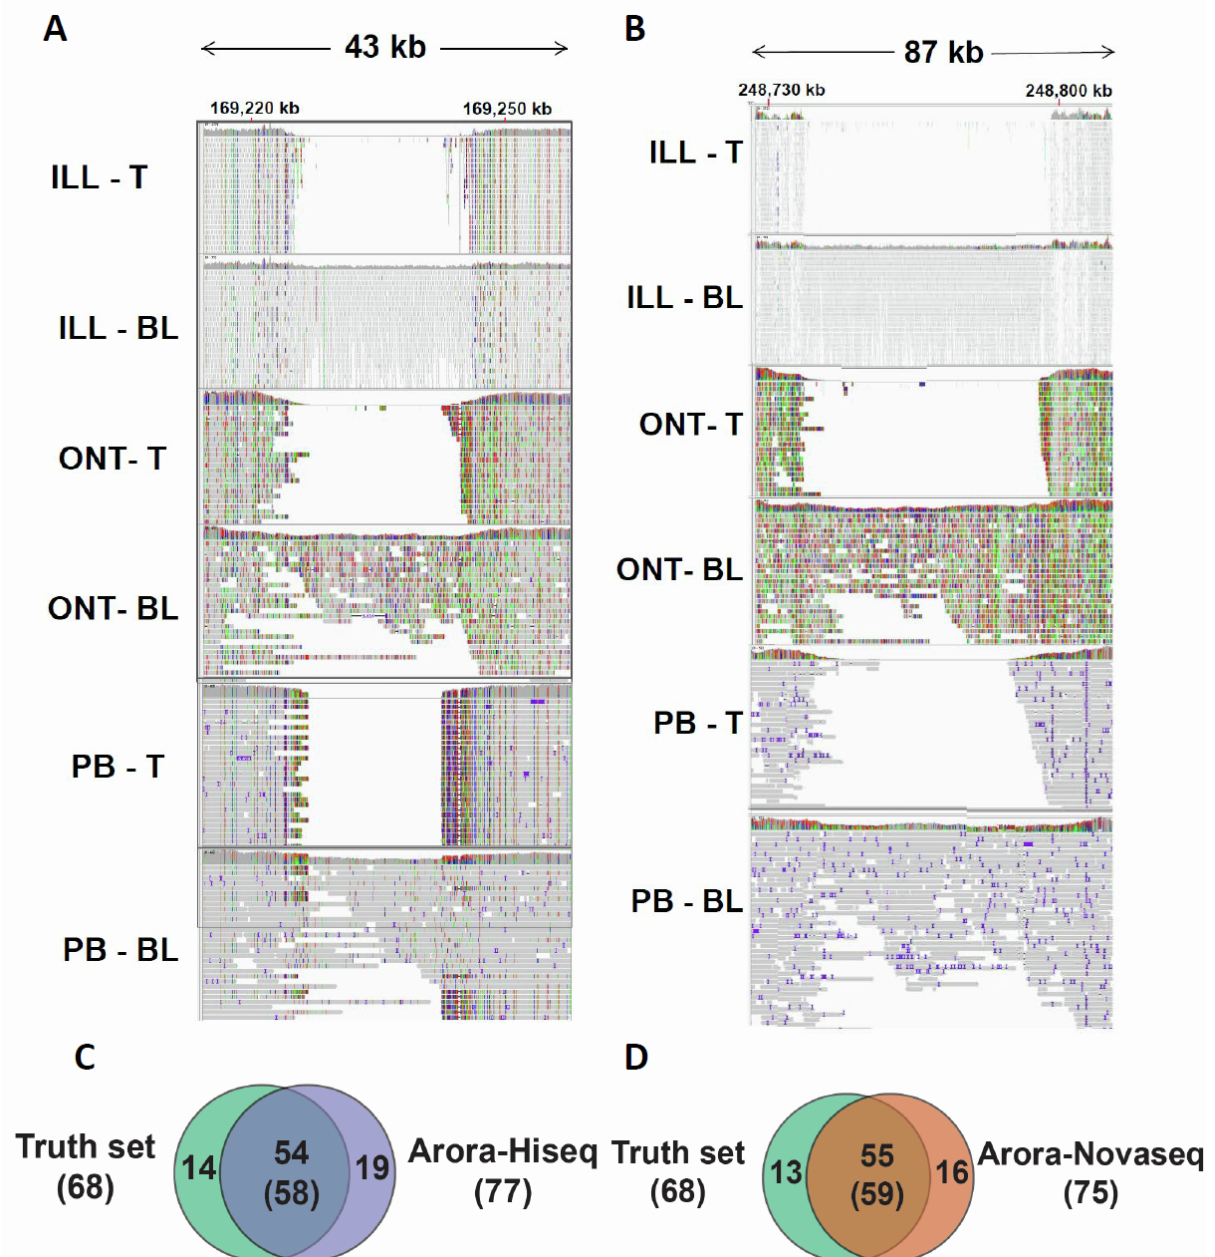 A
43 kb
169,220 kb
169,250 kb
ILL - T
ILL - BL
ONT- T
ONT- BL
PB - T
PB - BL
B
87 kb
248,730 kb
248,800 kb
ILL - T
ILL - BL
ONT- T
ONT- BL
PB - T
PB - BL
C
Truth set
(68)
14
54
(58)
19
Arora-Hiseq
(77)
D
Truth set
(68)
13
55
(59)
16
Arora-Novaseq
(75)